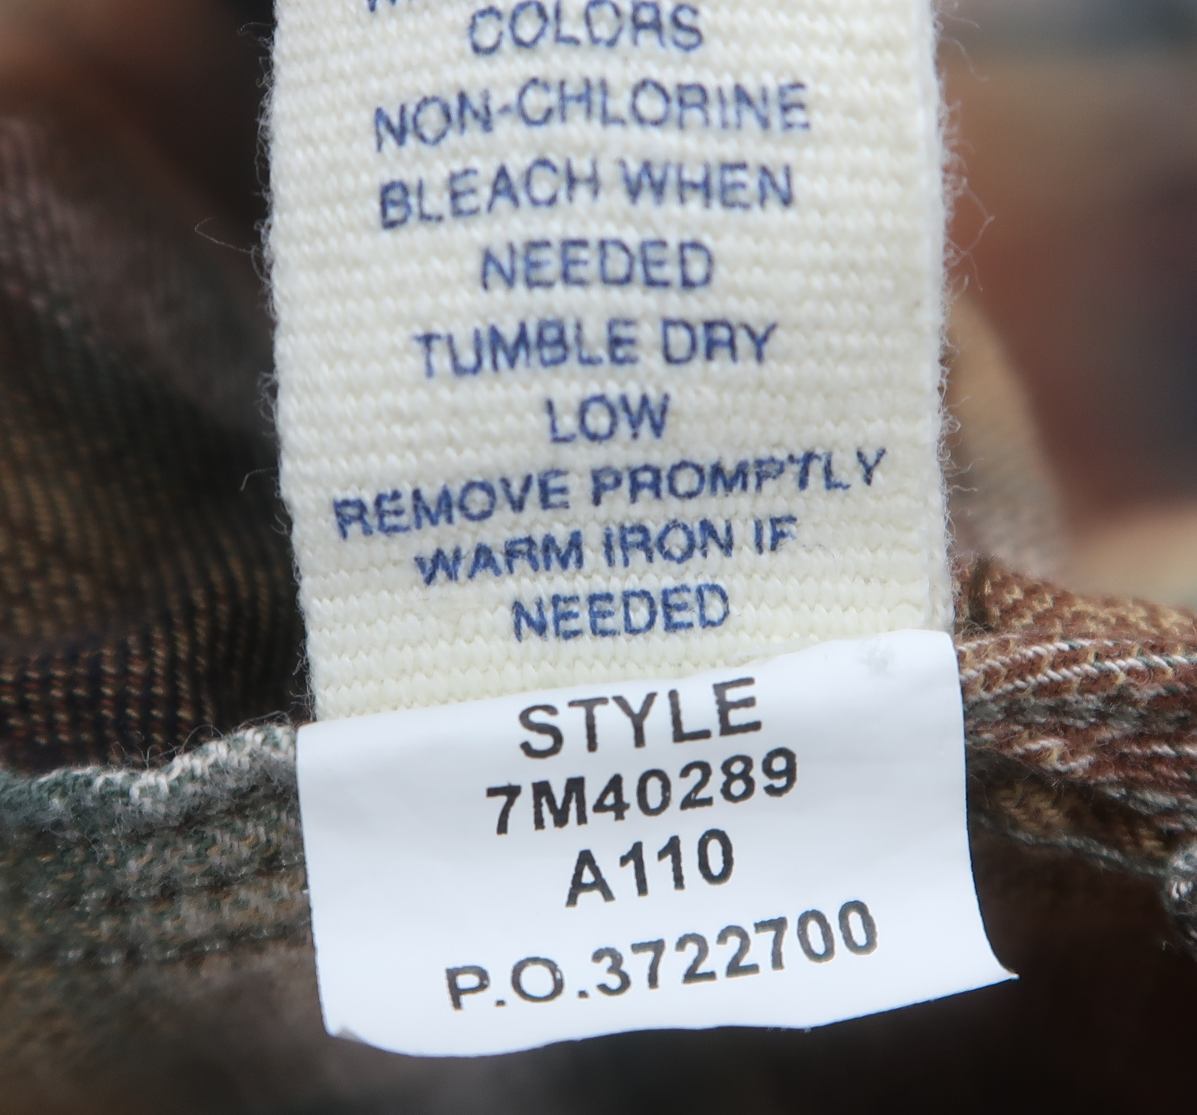 COLORS
NON-CHLORINE
BLEACH WHEN
NEEDED
TUMBLE DRY
LOW
REMOVE PROMPTLY
WARM IRON IF
NEEDED
STYLE
7M40289
A110
P.O.3722700